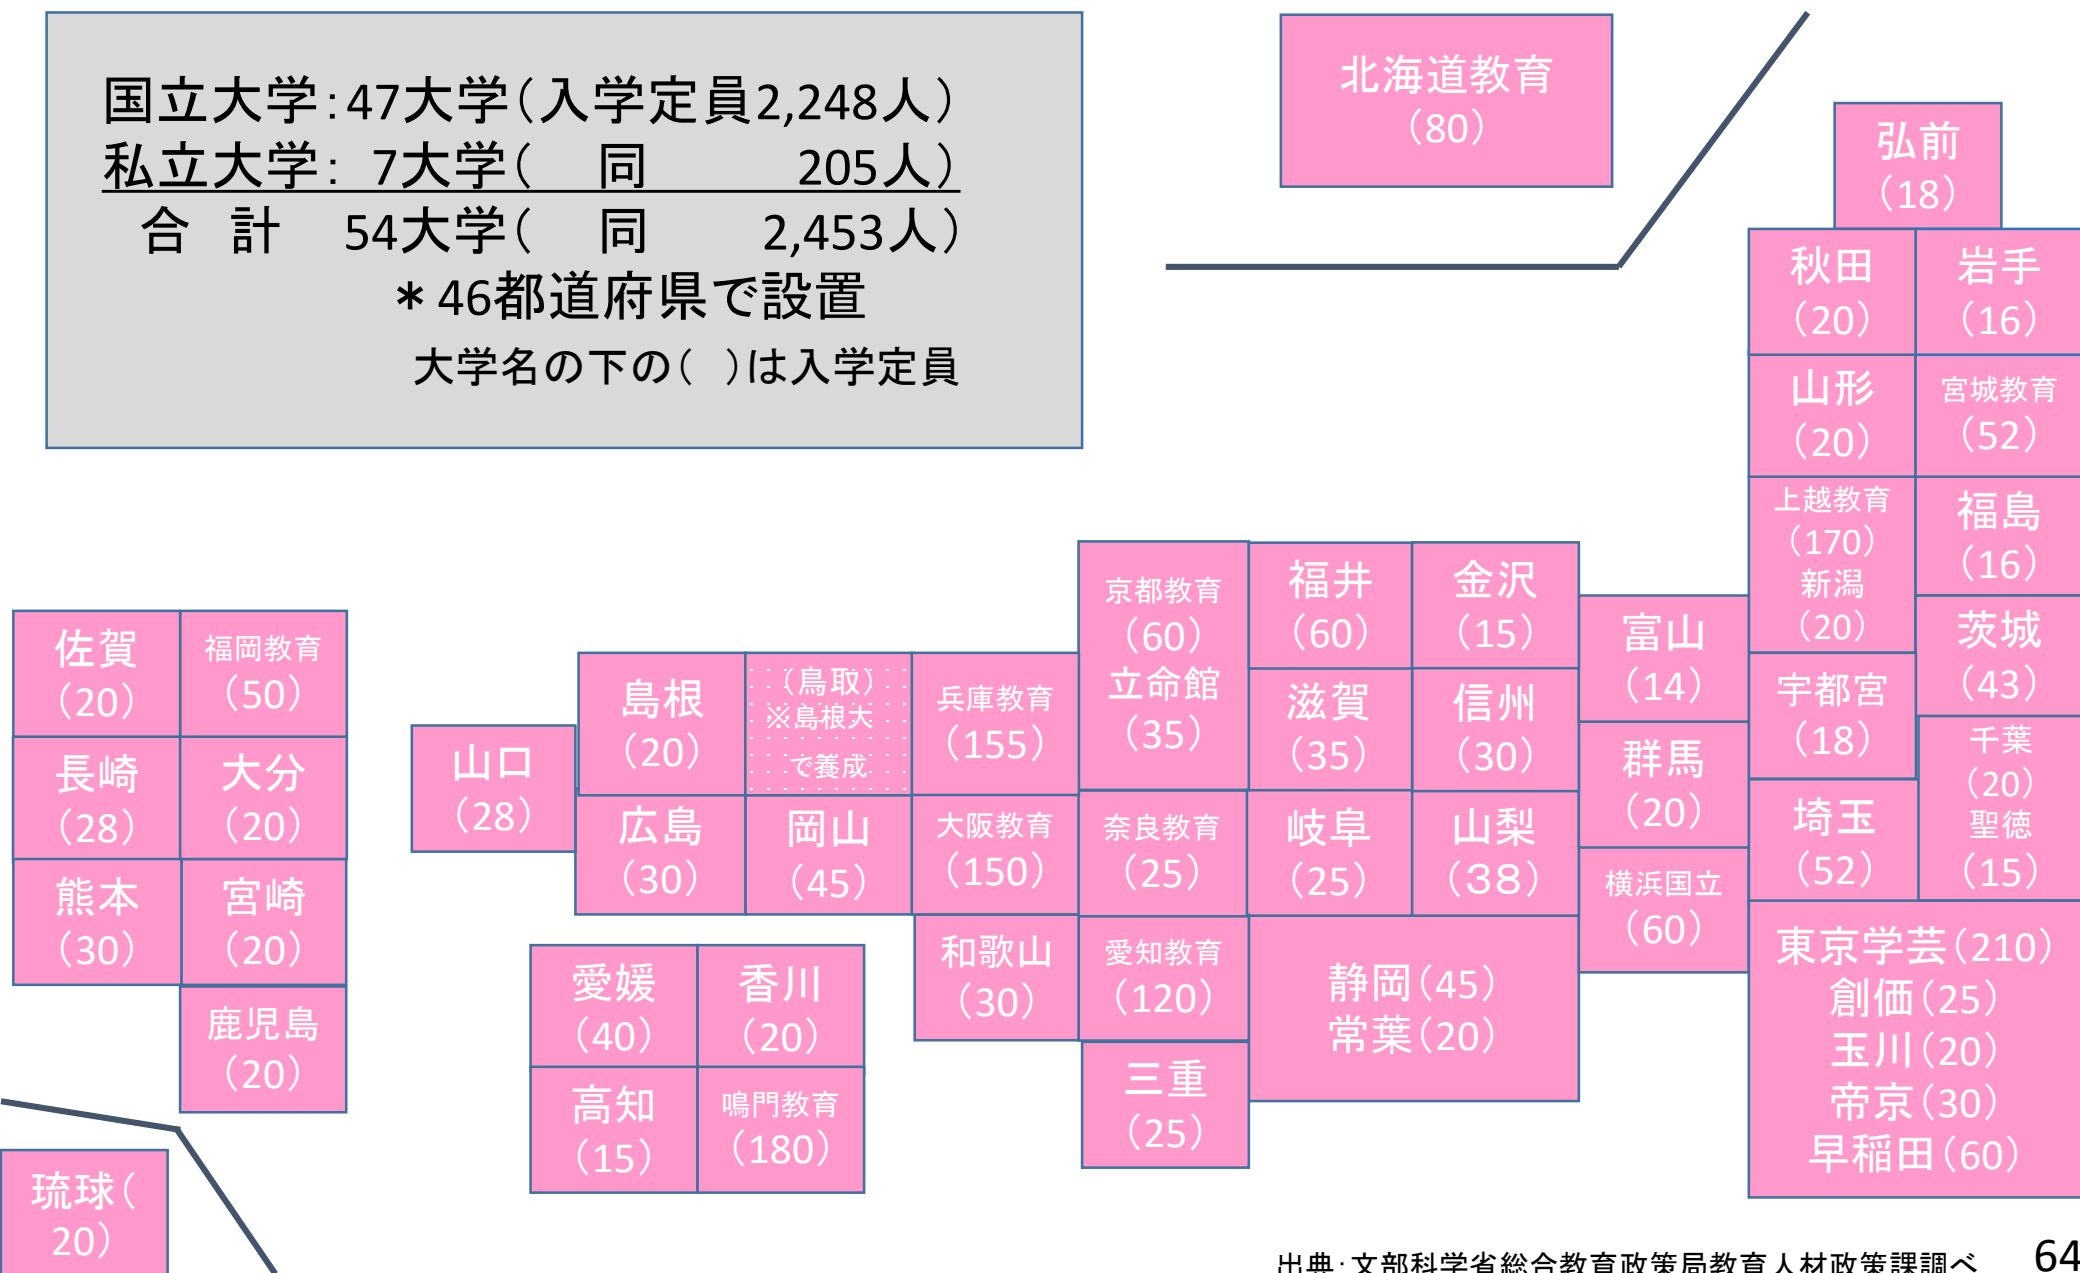 国立大学：47大学（入学定員2,248人）
私立大学： 7大学（ 同 205人）
合 計 54大学（ 同 2,453人）
＊46都道府県で設置
大学名の下の（ ）は入学定員
北海道教育
（80）
弘前
（18）
秋田
（20）
岩手
（16）
山形
（20）
宮城教育
（52）
上越教育
（170）
新潟
（20）
福島
（16）
茨城
（43）
京都教育
（60）
立命館
（35）
福井
（60）
金沢
（15）
富山
（14）
宇都宮
（18）
千葉
（20）
聖徳
（15）
滋賀
（35）
信州
（30）
群馬
（20）
埼玉
（52）
佐賀
（20）
福岡教育
（50）
島根
（20）
（鳥取）
※島根大
で養成
兵庫教育
（155）
山口
（28）
長崎
（28）
大分
（20）
広島
（30）
岡山
（45）
大阪教育
（150）
奈良教育
（25）
岐阜
（25）
山梨
（38）
横浜国立
（60）
熊本
（30）
宮崎
（20）
鹿児島
（20）
愛媛
（40）
香川
（20）
高知
（15）
鳴門教育
（180）
和歌山
（30）
愛知教育
（120）
三重
（25）
静岡（45）
常葉（20）
東京学芸（210）
創価（25）
玉川（20）
帝京（30）
早稲田（60）
琉球（
20）
出典：文部科学省総合教育政策局教育人材政策課調べ
64